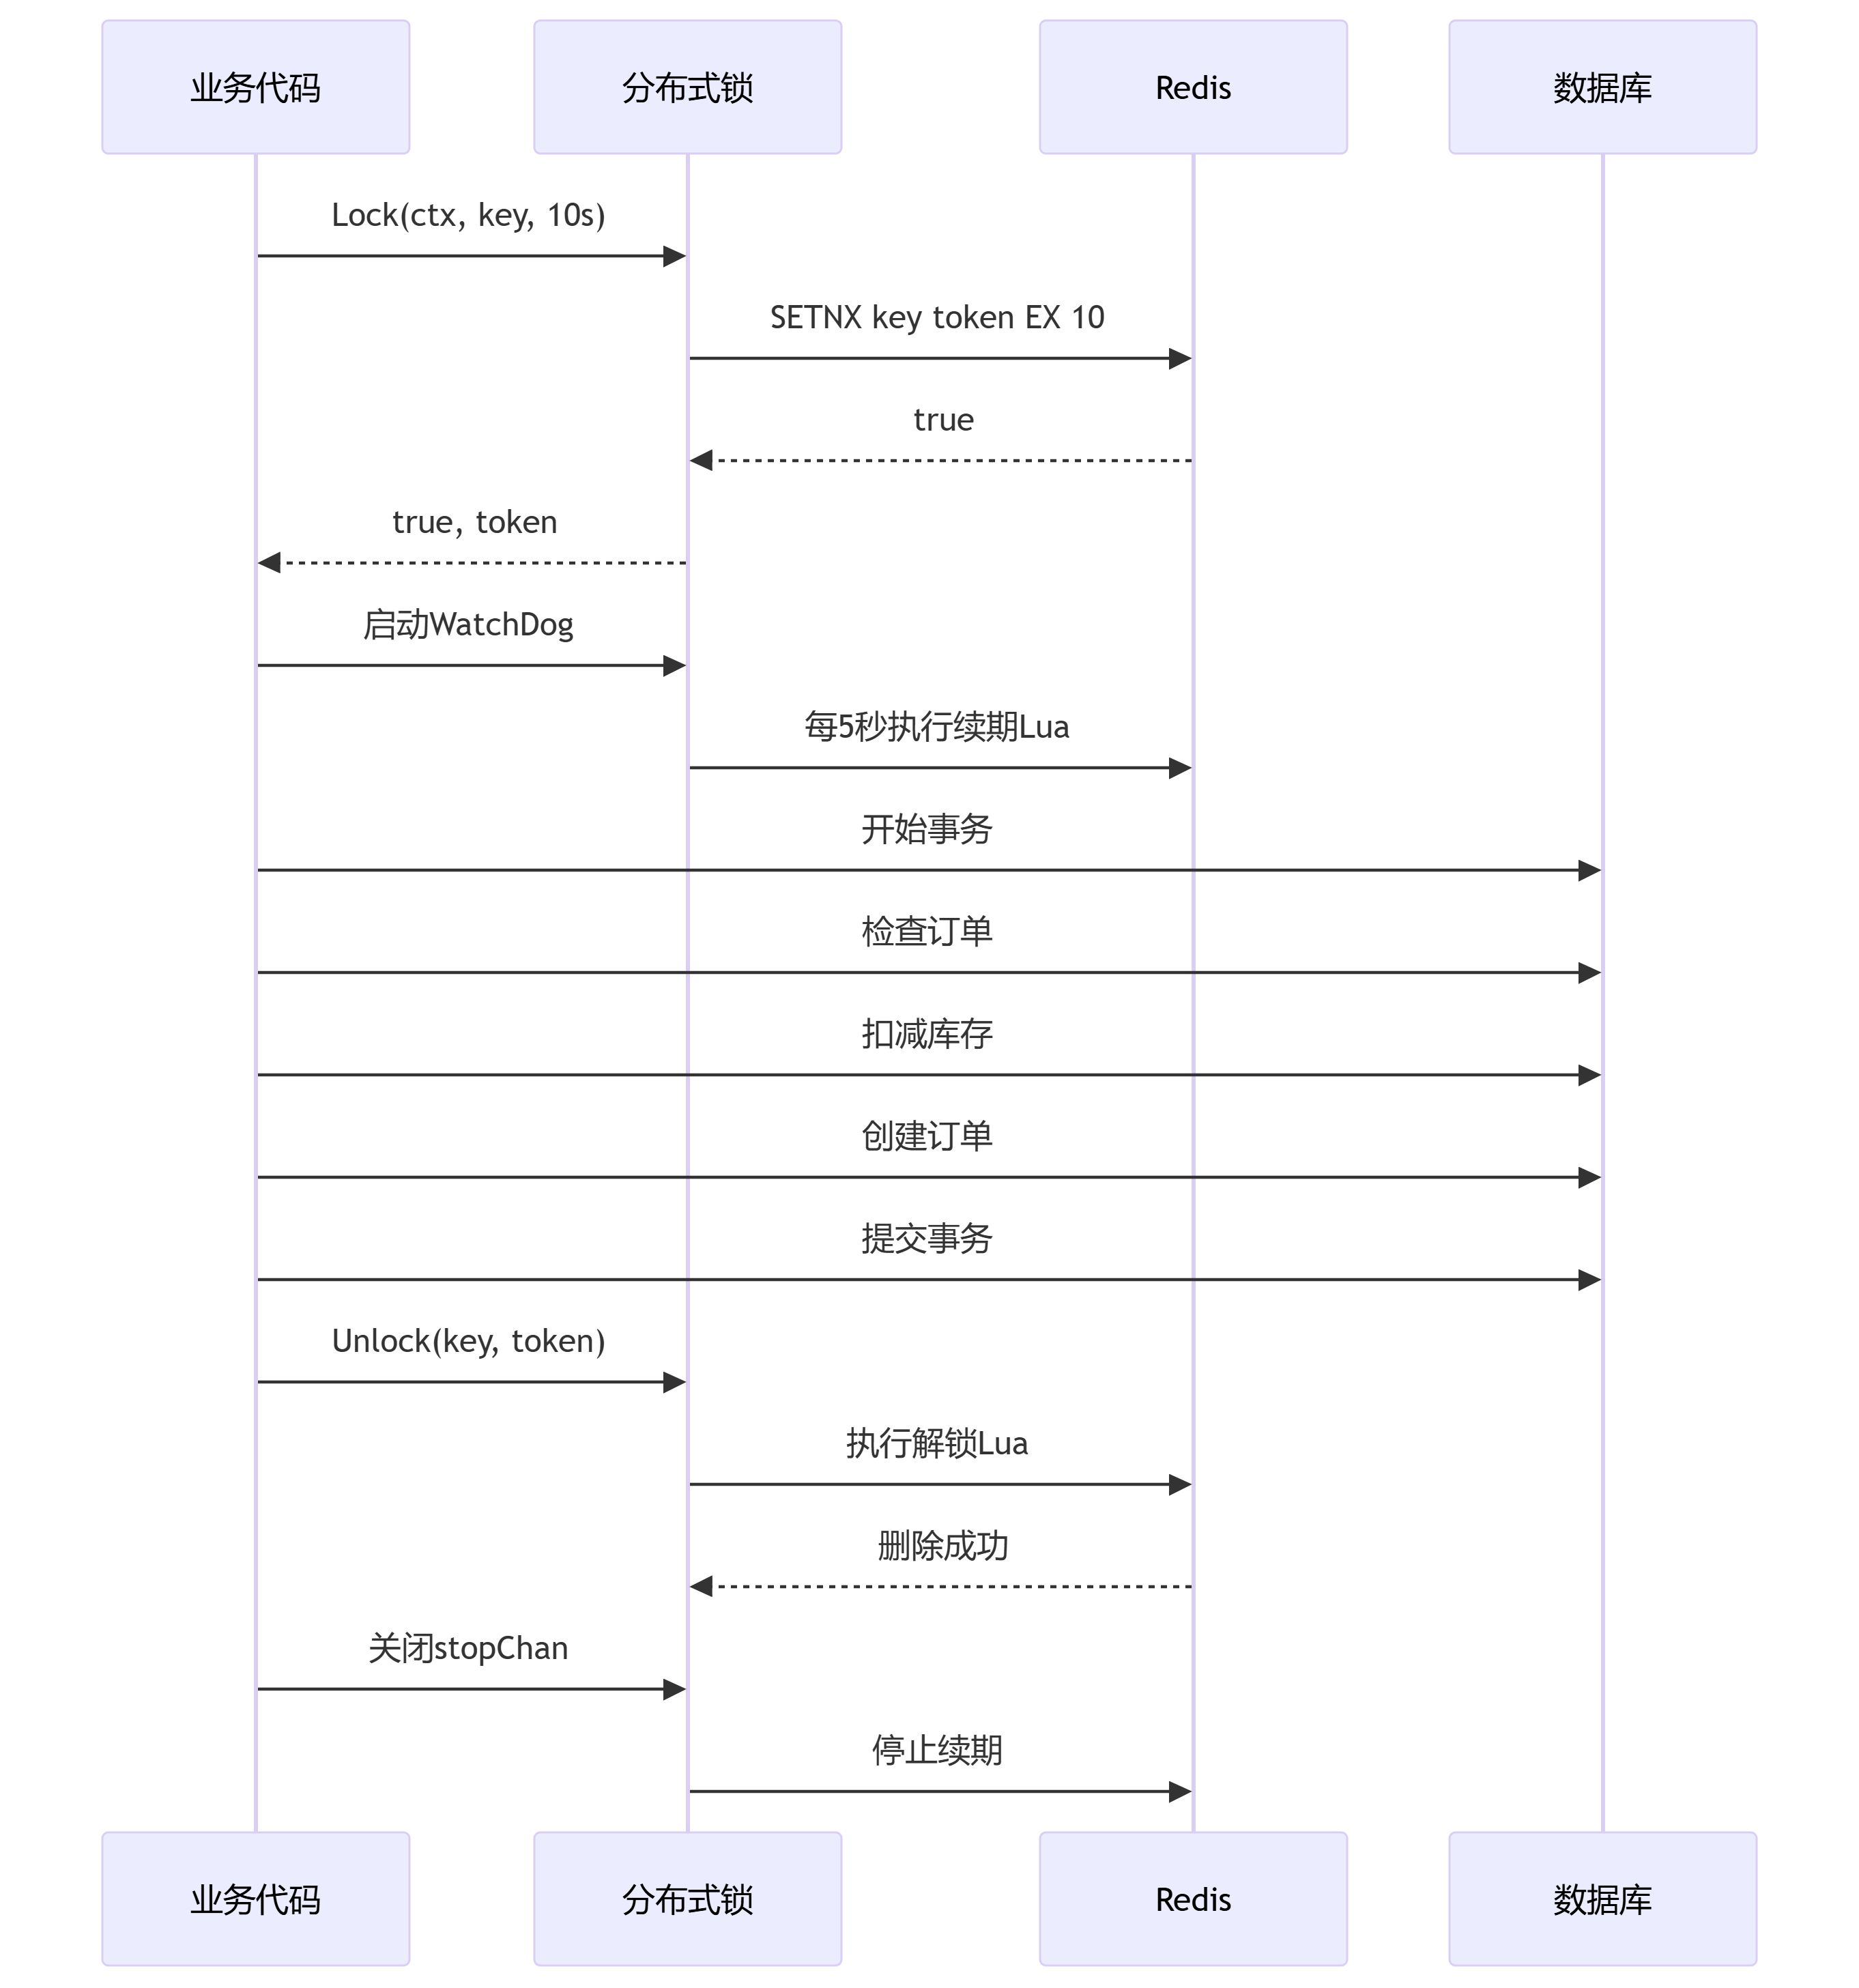 业务代码
分布式锁
Redis
数据库
Lock(ctx, key, 10s)
SETNX key token EX 10
true
true, token
启动WatchDog
每5秒执行续期Lua
开始事务
检查订单
扣减库存
创建订单
提交事务
Unlock(key, token)
执行解锁Lua
删除成功
关闭stopChan
停止续期
业务代码
分布式锁
Redis
数据库